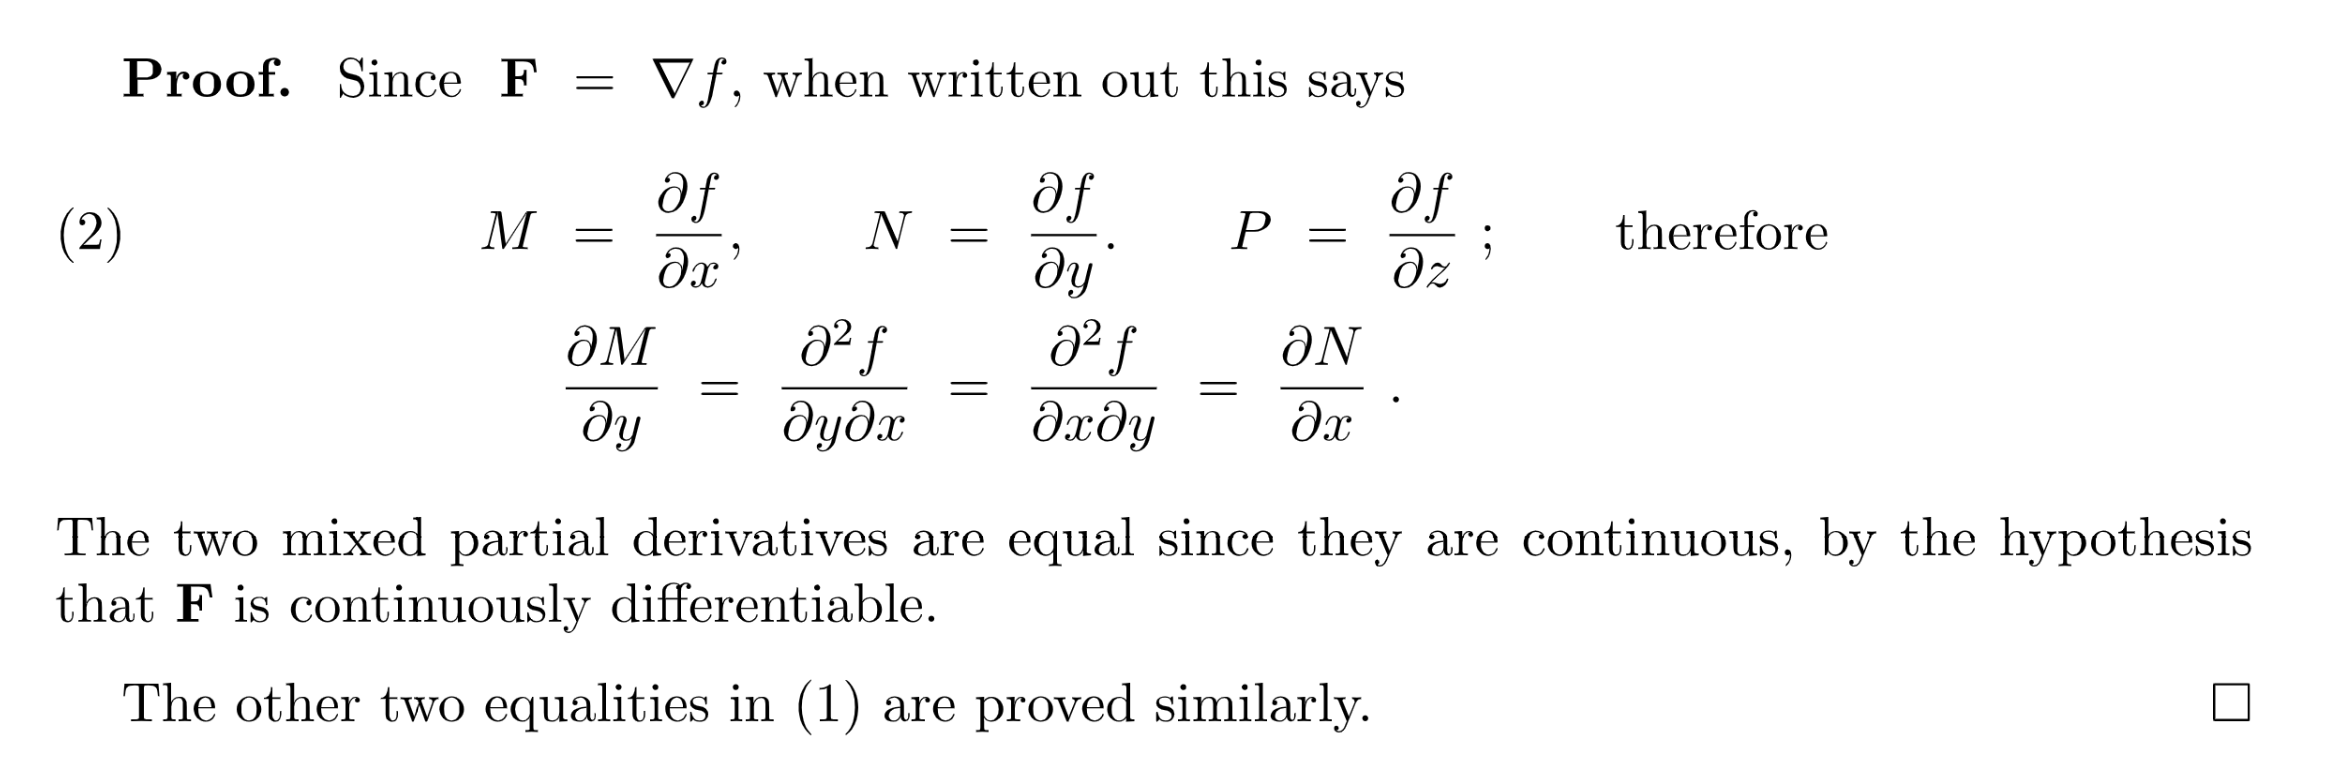 Proof. Since F = ∇f, when written out this says
(2) M = ∂f/∂x, N = ∂f/∂y. P = ∂f/∂z ; therefore
∂M/∂y = ∂²f/∂y∂x = ∂²f/∂x∂y = ∂N/∂x .
The two mixed partial derivatives are equal since they are continuous, by the hypothesis
that F is continuously differentiable.
The other two equalities in (1) are proved similarly. □